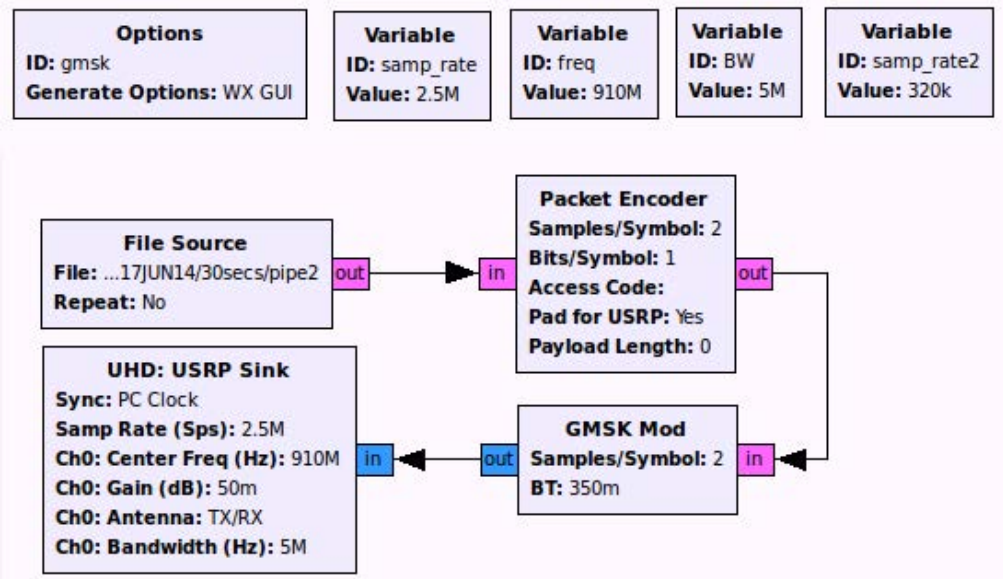 Options
ID: gmsk
Generate Options: WX GUI
Variable
ID: samp_rate
Value: 2.5M
Variable
ID: freq
Value: 910M
Variable
ID: BW
Value: 5M
Variable
ID: samp_rate2
Value: 320k
File Source
File: ...17JUN14/30secs/pipe2
Repeat: No
out
in
Packet Encoder
Samples/Symbol: 2
Bits/Symbol: 1
Access Code:
Pad for USRP: Yes
Payload Length: 0
out
UHD: USRP Sink
Sync: PC Clock
Samp Rate (Sps): 2.5M
Ch0: Center Freq (Hz): 910M
Ch0: Gain (dB): 50m
Ch0: Antenna: TX/RX
Ch0: Bandwidth (Hz): 5M
in
out
GMSK Mod
Samples/Symbol: 2
BT: 350m
in